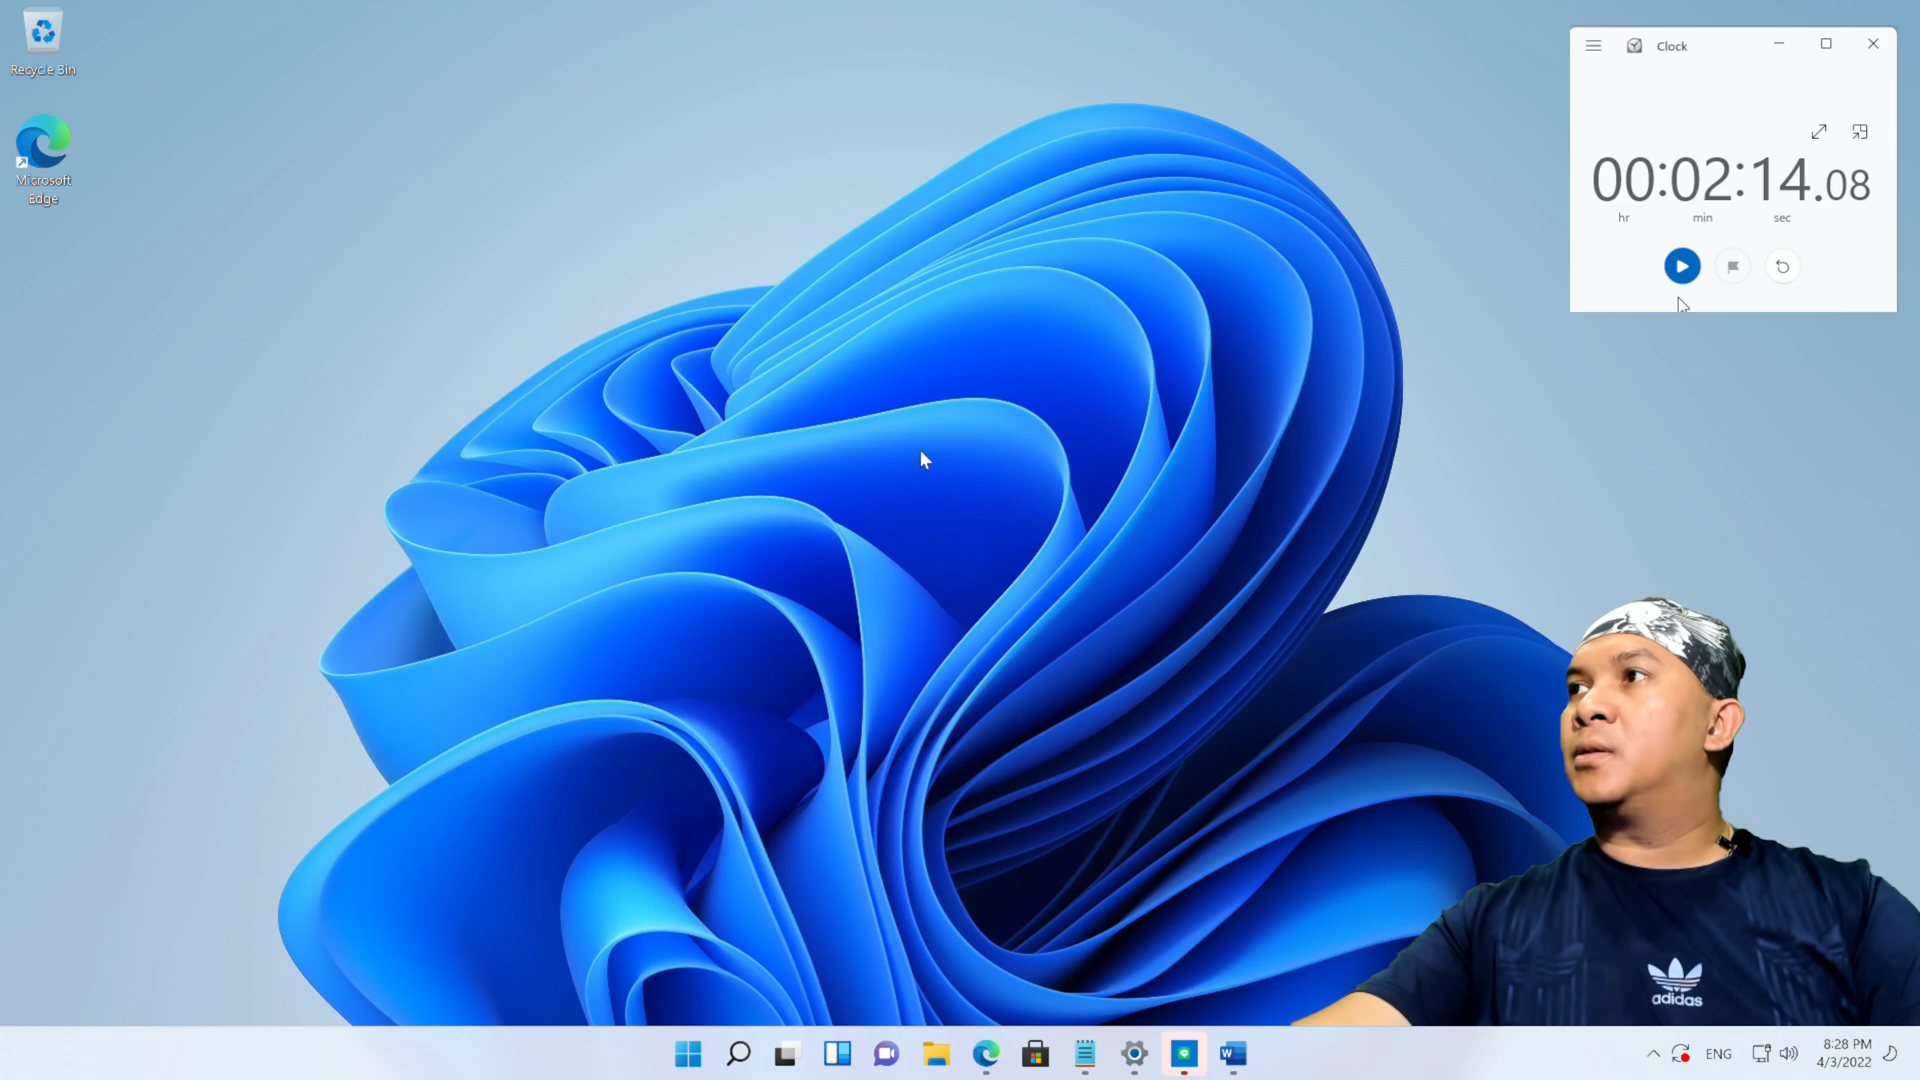 Recycle Bin
Microsoft
Edge
Clock
00:02:14.08
hr min sec
adidas
W
ENG
8:28 PM
4/3/2022